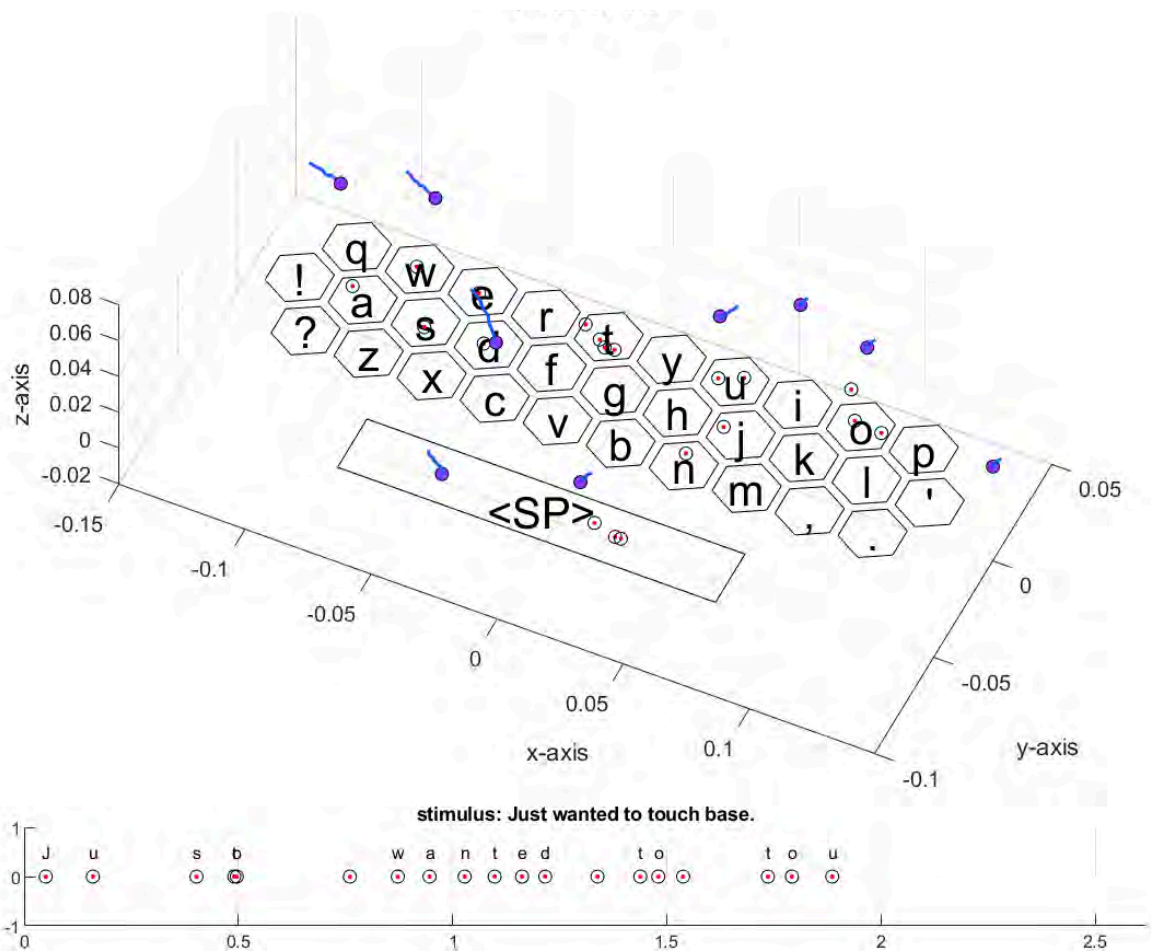 q w e r t y u i o p
! a s d f g h j k l '
? z x c v b n m , .
<SP>
0.08
0.06
0.04
0.02
0
-0.02
z-axis
-0.15
-0.1
-0.05
0
0.05
0.1
x-axis
0.05
0
-0.05
-0.1
y-axis
stimulus: Just wanted to touch base.
1
0
-1
J u s w a n t e d t o t o u
0 0.5 1 1.5 2 2.5